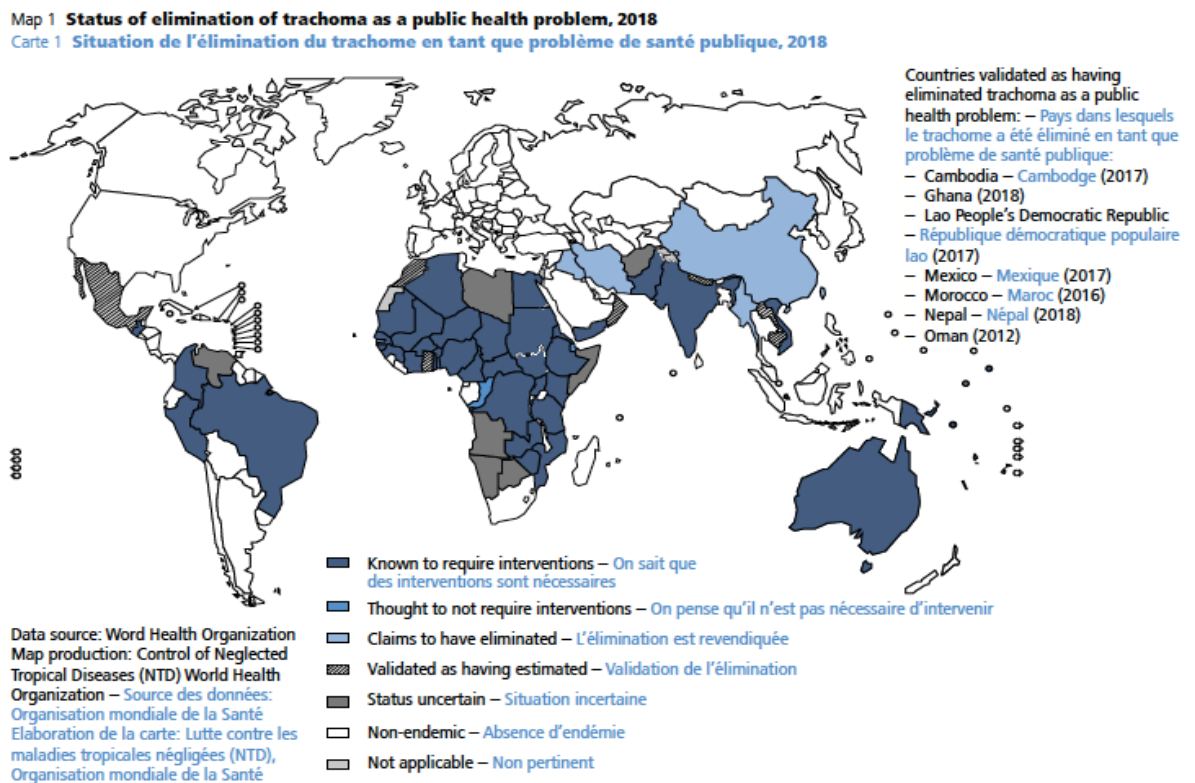 Map 1 Status of elimination of trachoma as a public health problem, 2018
Carte 1 Situation de l'élimination du trachome en tant que problème de santé publique, 2018
Countries validated as having
eliminated trachoma as a public
health problem: – Pays dans lesquels
le trachome a été éliminé en tant que
problème de santé publique:
– Cambodia – Cambodge (2017)
– Ghana (2018)
– Lao People's Democratic Republic
– République démocratique populaire
lao (2017)
– Mexico – Mexique (2017)
– Morocco – Maroc (2016)
– Nepal – Népal (2018)
– Oman (2012)
Known to require interventions – On sait que
des interventions sont nécessaires
Thought to not require interventions – On pense qu'il n'est pas nécessaire d'intervenir
Claims to have eliminated – L'élimination est revendiquée
Validated as having estimated – Validation de l'élimination
Status uncertain – Situation incertaine
Non-endemic – Absence d'endémie
Not applicable – Non pertinent
Data source: Word Health Organization
Map production: Control of Neglected
Tropical Diseases (NTD) World Health
Organization – Source des données:
Organisation mondiale de la Santé
Elaboration de la carte: Lutte contre les
maladies tropicales négligées (NTD),
Organisation mondiale de la Santé